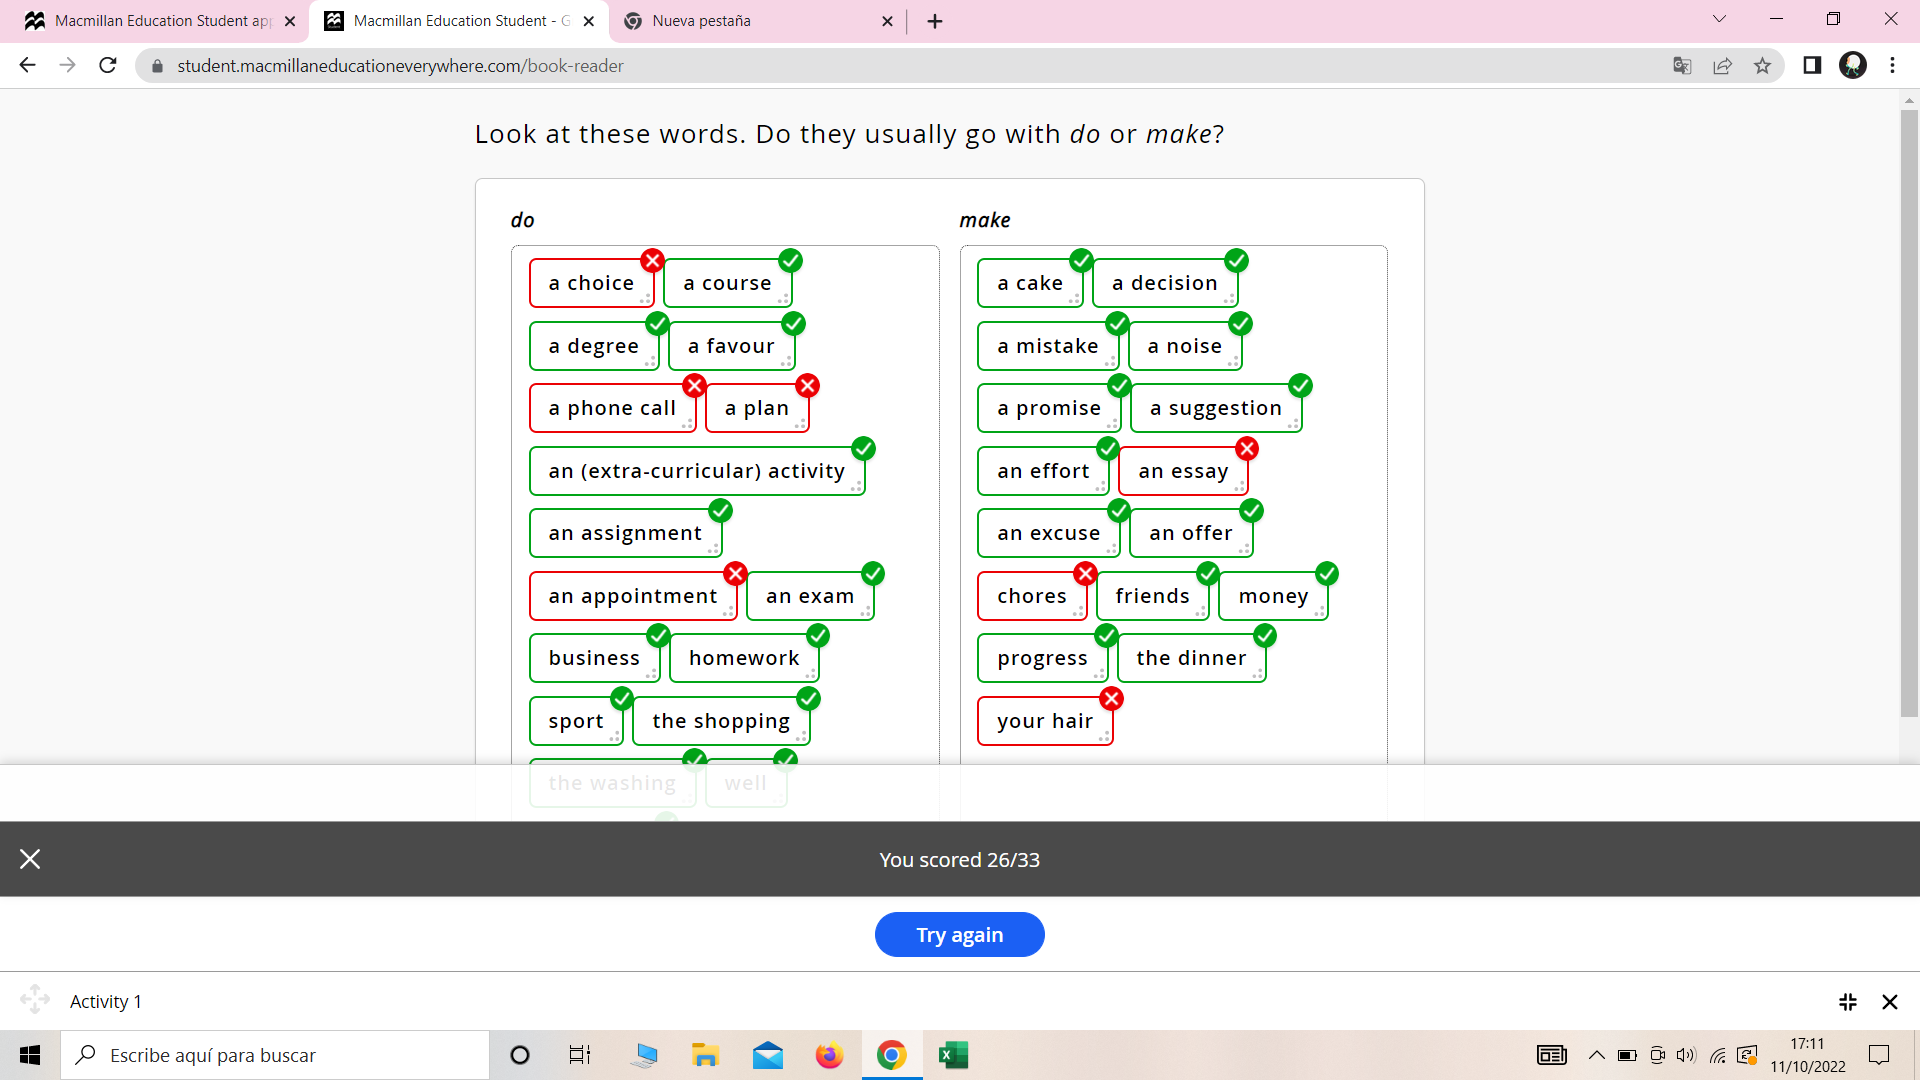 Macmillan Education Student app
Macmillan Education Student - G
Nueva pestaña
student.macmillaneducationeverywhere.com/book-reader
Look at these words. Do they usually go with do or make?
do
make
a choice a course
a cake a decision
a degree a favour
a mistake a noise
a phone call a plan
a promise a suggestion
an (extra-curricular) activity
an effort an essay
an assignment
an excuse an offer
an appointment an exam
chores friends money
business homework
progress the dinner
sport the shopping
your hair
the washing well
You scored 26/33
Try again
Activity 1
Escribe aquí para buscar
17:11
11/10/2022